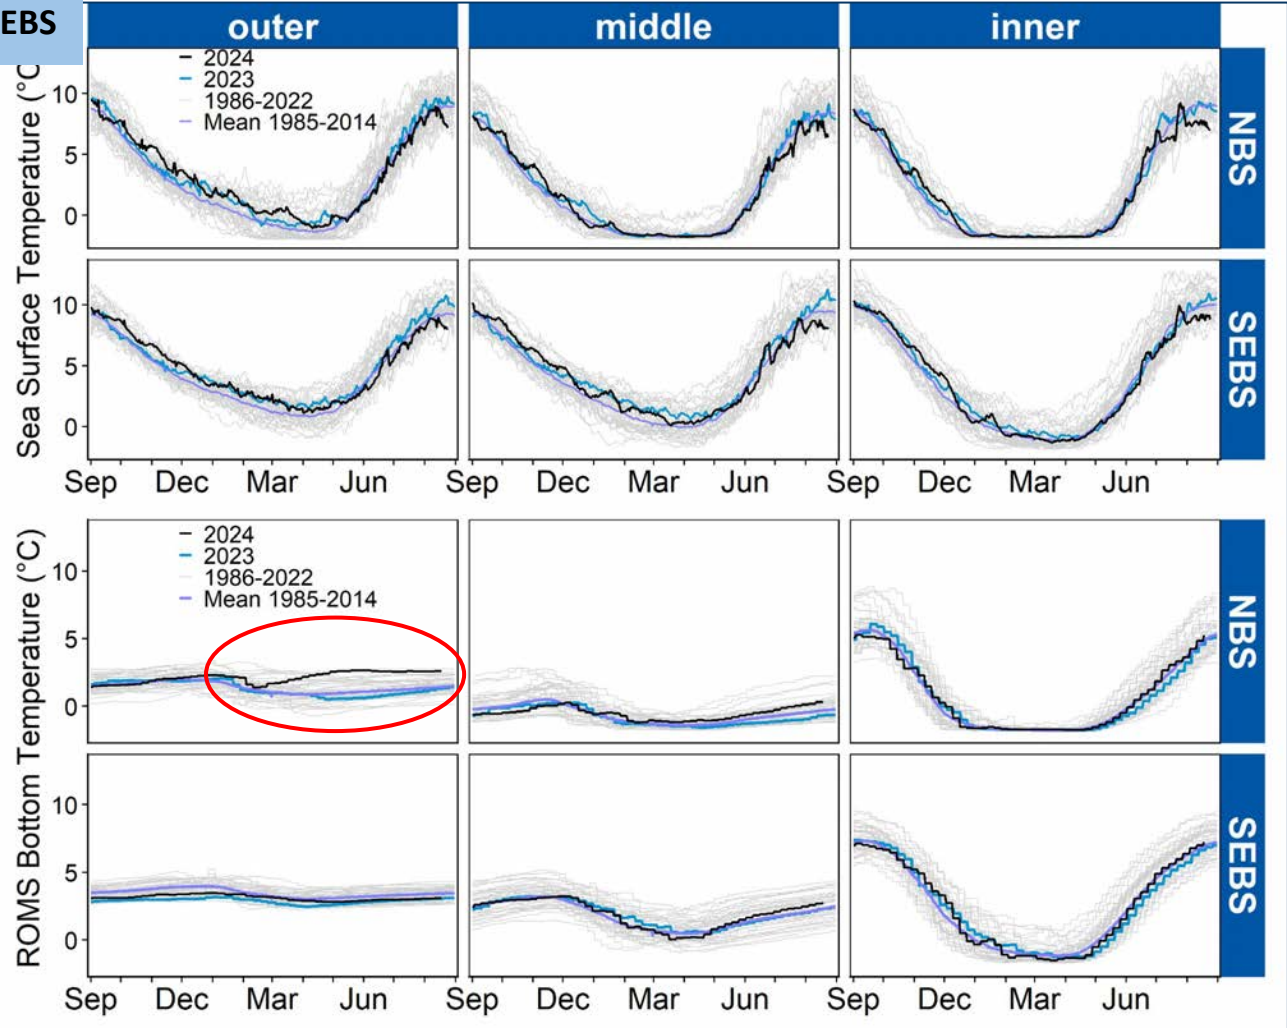 EBS
outer middle inner
2024
2023
1986-2022
Mean 1985-2014
10
5
0
Sea Surface Temperature (°C)
NBS
10
5
0
SEBS
Sep Dec Mar Jun Sep Dec Mar Jun Sep Dec Mar Jun
2024
2023
1986-2022
Mean 1985-2014
10
5
0
ROMS Bottom Temperature (°C)
NBS
10
5
0
SEBS
Sep Dec Mar Jun Sep Dec Mar Jun Sep Dec Mar Jun